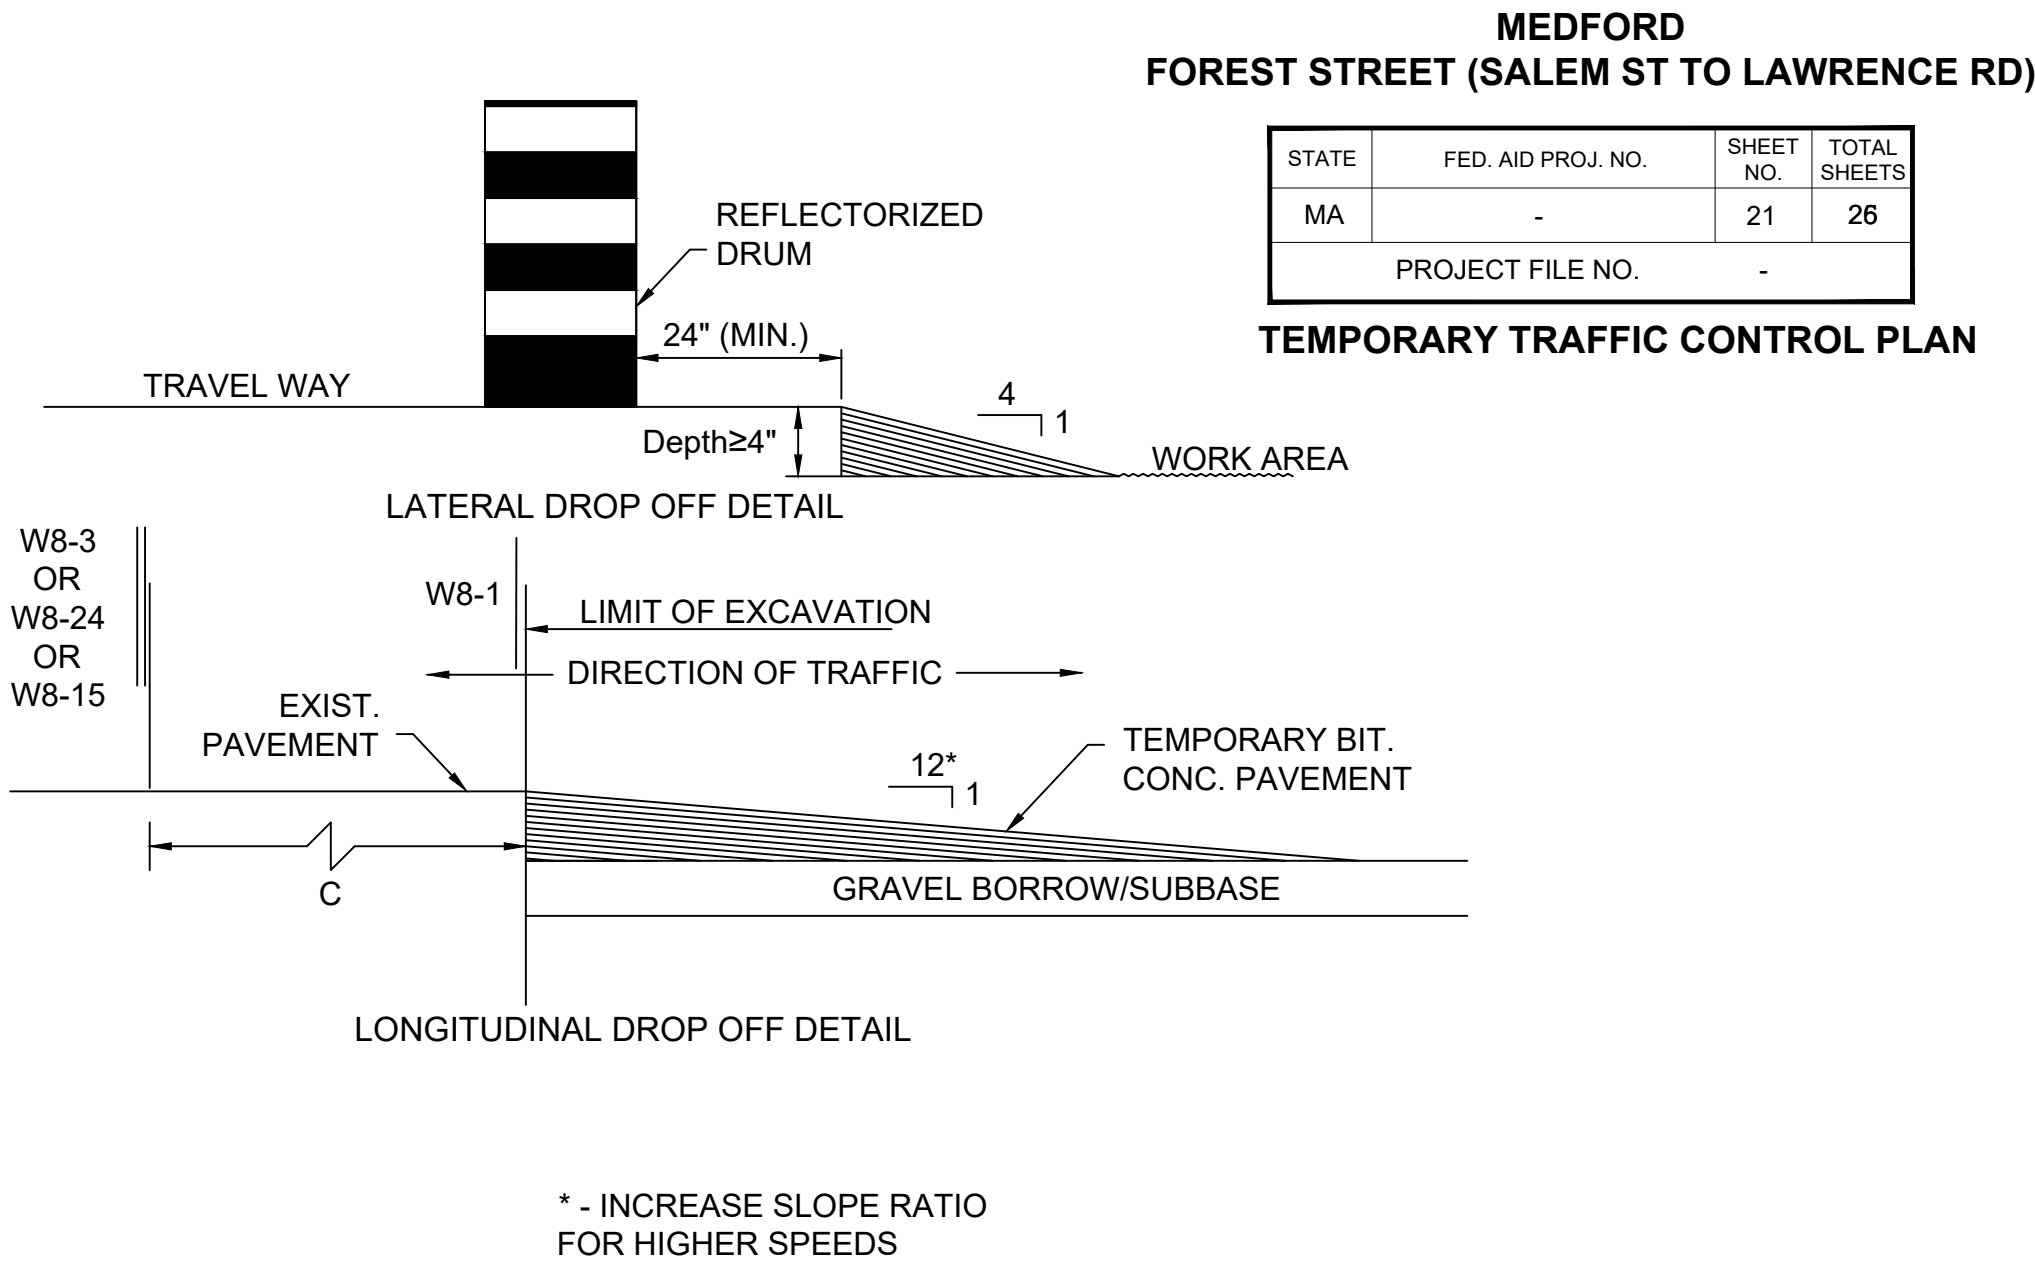 MEDFORD
FOREST STREET (SALEM ST TO LAWRENCE RD)
STATE
FED. AID PROJ. NO.
SHEET
NO.
TOTAL
SHEETS
MA
-
21
PROJECT FILE NO.
-
TEMPORARY TRAFFIC CONTROL PLAN
REFLECTORIZED
DRUM
24" (MIN.)
TRAVEL WAY
4
1
Depth≥4"
WORK AREA
LATERAL DROP OFF DETAIL
W8-3
OR
W8-24
OR
W8-15
W8-1
LIMIT OF EXCAVATION
DIRECTION OF TRAFFIC
EXIST.
PAVEMENT
12*
1
TEMPORARY BIT.
CONC. PAVEMENT
C
GRAVEL BORROW/SUBBASE
LONGITUDINAL DROP OFF DETAIL
* - INCREASE SLOPE RATIO
FOR HIGHER SPEEDS